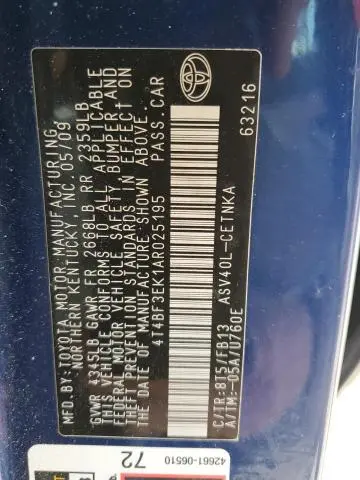 MFD.BY:TOYOTA MOTOR MANUFACTURING,
NORTHERN KENTUCKY, INC. 05/09
GVWR 4345LB GAWR FR 2668LB RR 2359LB
THIS VEHICLE CONFORMS TO ALL APPLICABLE
FEDERAL MOTOR VEHICLE SAFETY, BUMPER, AND
THEFT PREVENTION STANDARDS IN EFFECT ON
THE DATE OF MANUFACTURE SHOWN ABOVE.
4T4BF3EK1AR025195 PASS.CAR
63216
ASV40L-CETNKA
C/TR:8T5/FB13
A/TM:-05A/U760E
42661-06510
72